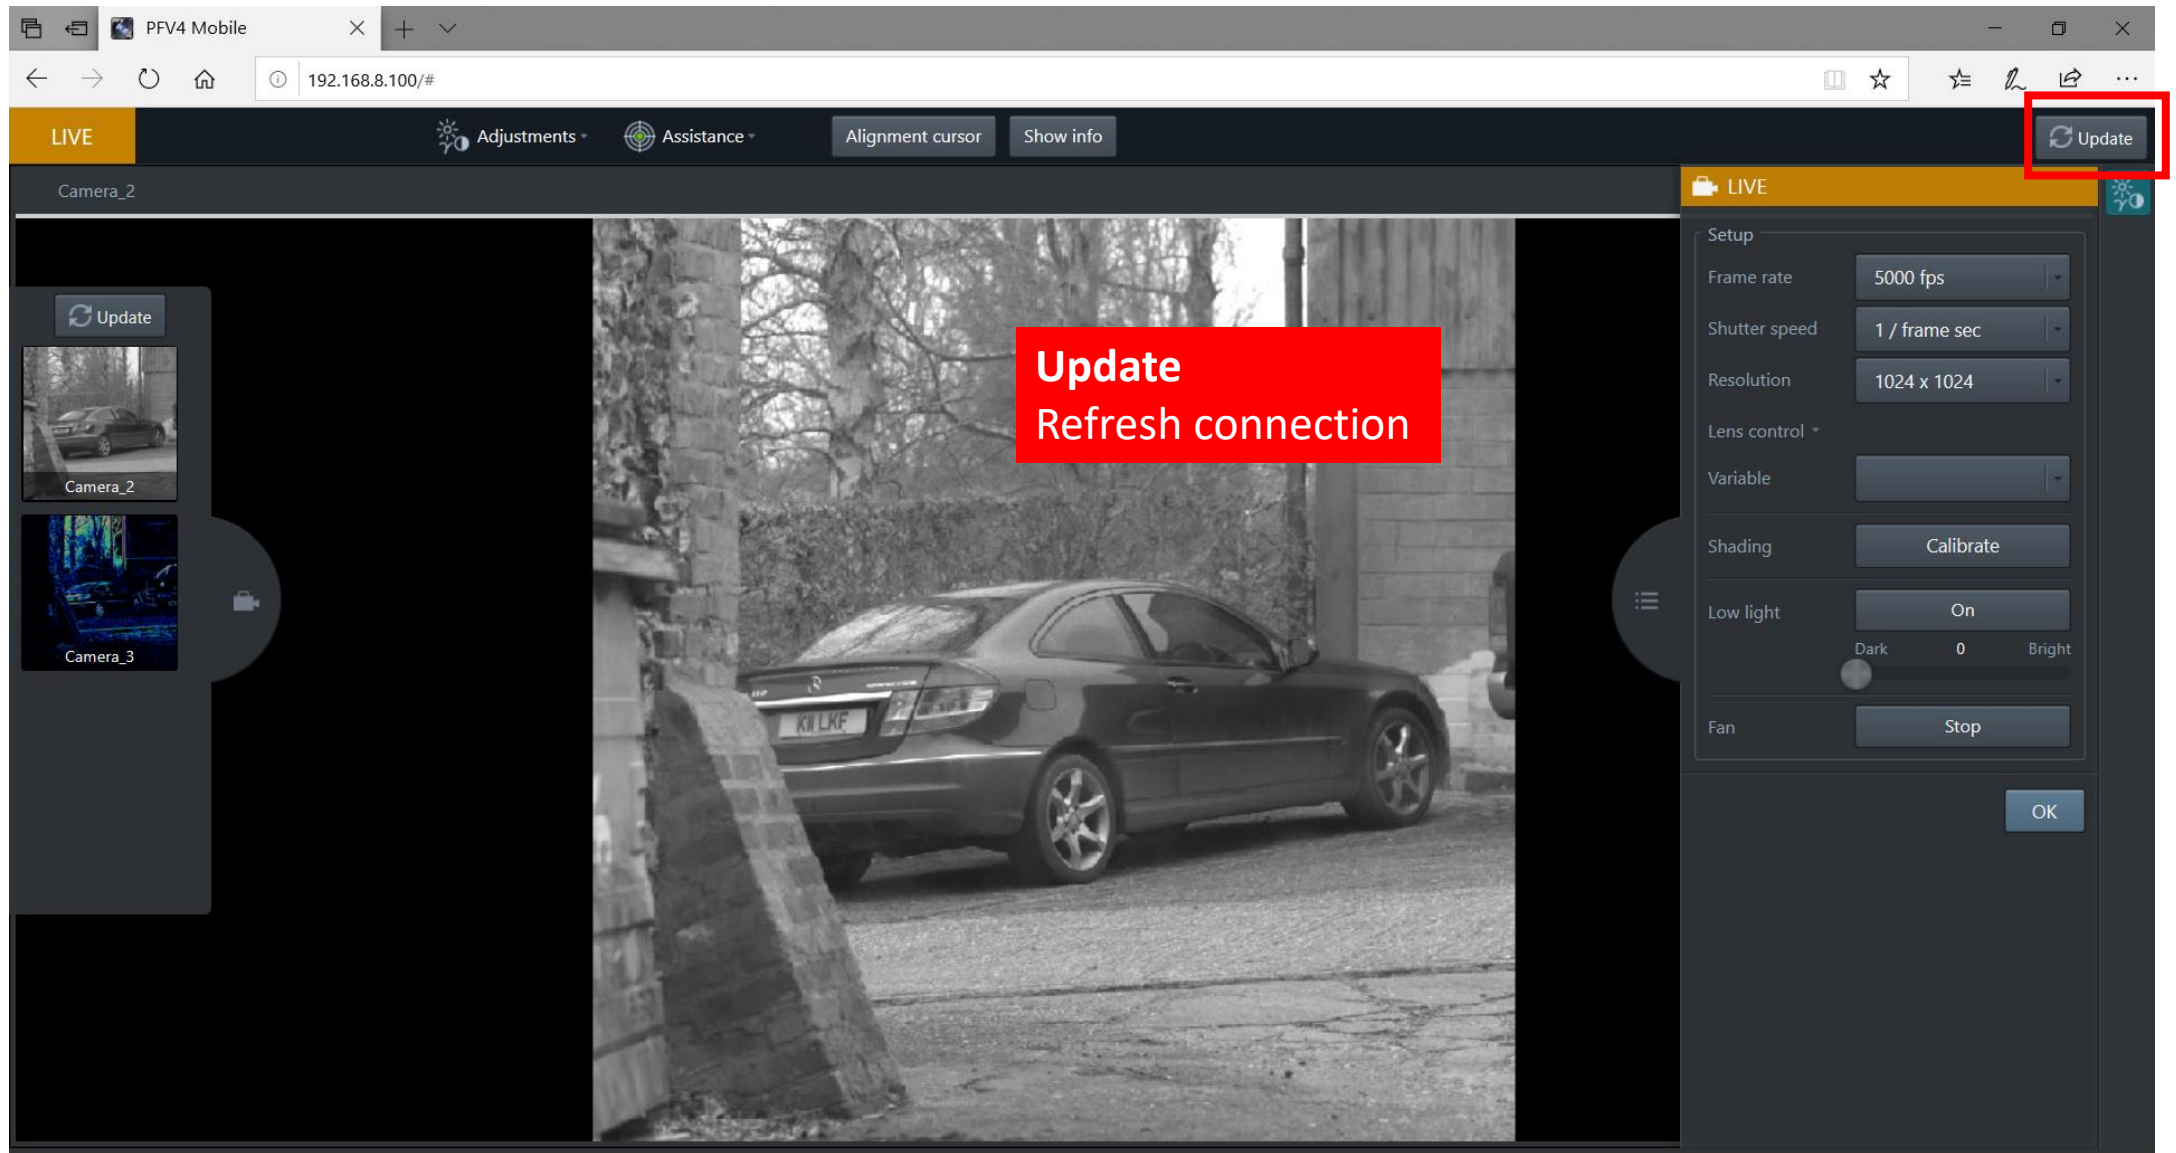 PFV4 Mobile
192.168.8.100/#
LIVE
Adjustments
Assistance
Alignment cursor
Show info
Update
Camera_2
LIVE
Update
Camera_2
Camera_3
Update
Refresh connection
Setup
Frame rate 5000 fps
Shutter speed 1 / frame sec
Resolution 1024 x 1024
Lens control
Variable
Shading Calibrate
Low light On
Dark 0 Bright
Fan Stop
OK